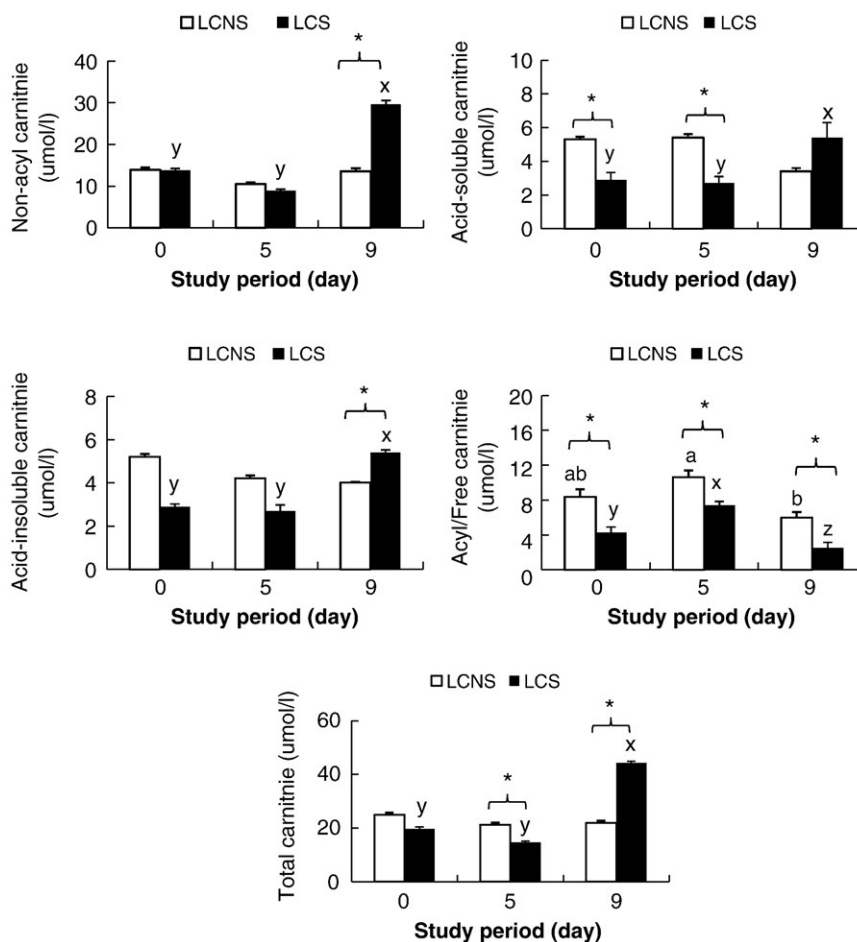 LCNS LCS
Non-acyl carnitnie
(umol/l)
40
30
20
10
0
y
y
*
x
0 5 9
Study period (day)
LCNS LCS
Acid-soluble carnitnie
(umol/l)
8
6
4
2
0
*
y
*
y
x
0 5 9
Study period (day)
LCNS LCS
Acid-insoluble carnitnie
(umol/l)
8
6
4
2
0
y
y
*
x
0 5 9
Study period (day)
LCNS LCS
Acyl/Free carnitnie
(umol/l)
20
16
12
8
4
0
*
ab
y
*
a
x
*
b
z
0 5 9
Study period (day)
LCNS LCS
Total carnitnie (umol/l)
60
40
20
0
y
*
y
*
x
0 5 9
Study period (day)